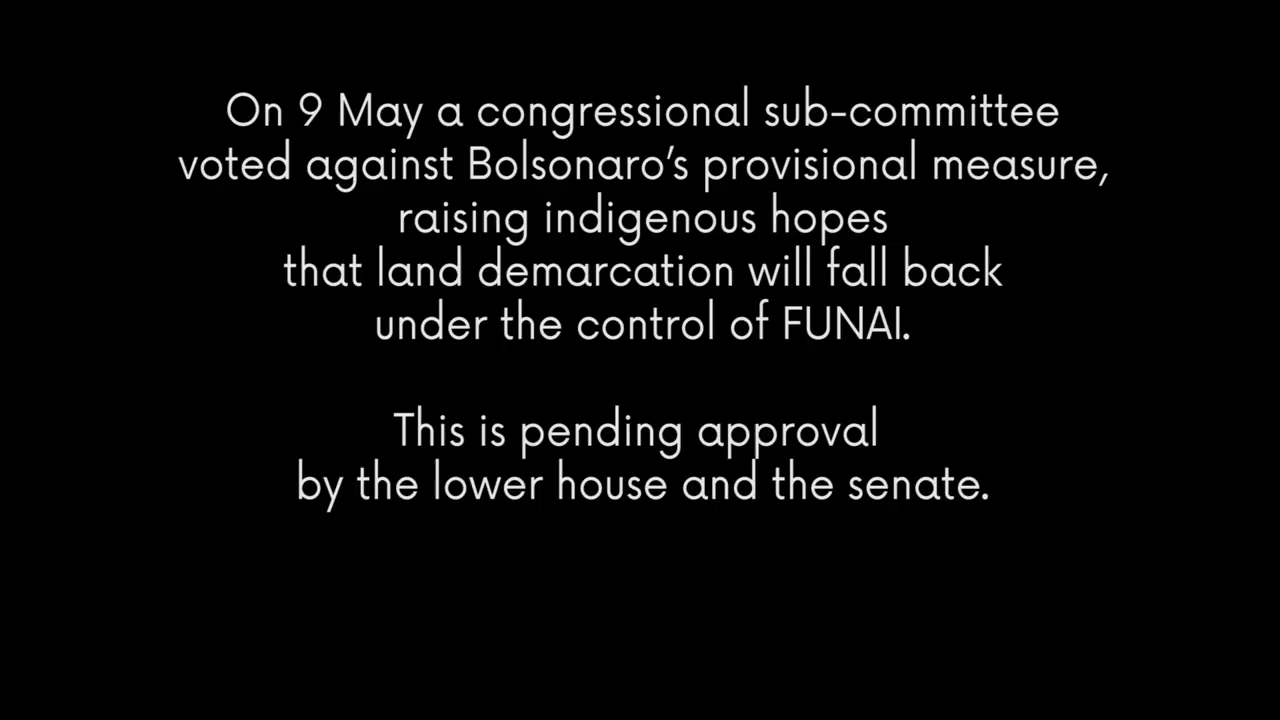 On 9 May a congressional sub-committee
voted against Bolsonaro’s provisional measure,
raising indigenous hopes
that land demarcation will fall back
under the control of FUNAI.
This is pending approval
by the lower house and the senate.